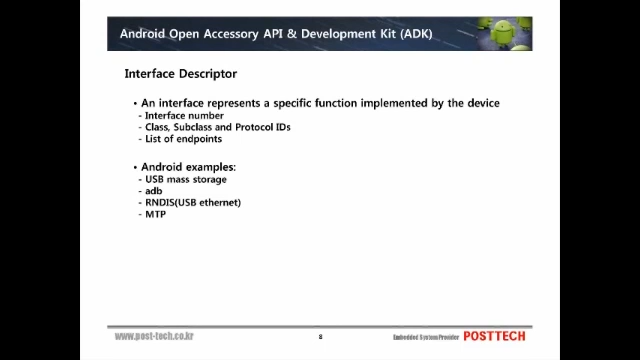 Android Open Accessory API & Development Kit (ADK)
Interface Descriptor
• An interface represents a specific function implemented by the device
- Interface number
- Class, Subclass and Protocol IDs
- List of endpoints
• Android examples:
- USB mass storage
- adb
- RNDIS(USB ethernet)
- MTP
www.post-tech.co.kr
8
Embedded System Provider POSTTECH